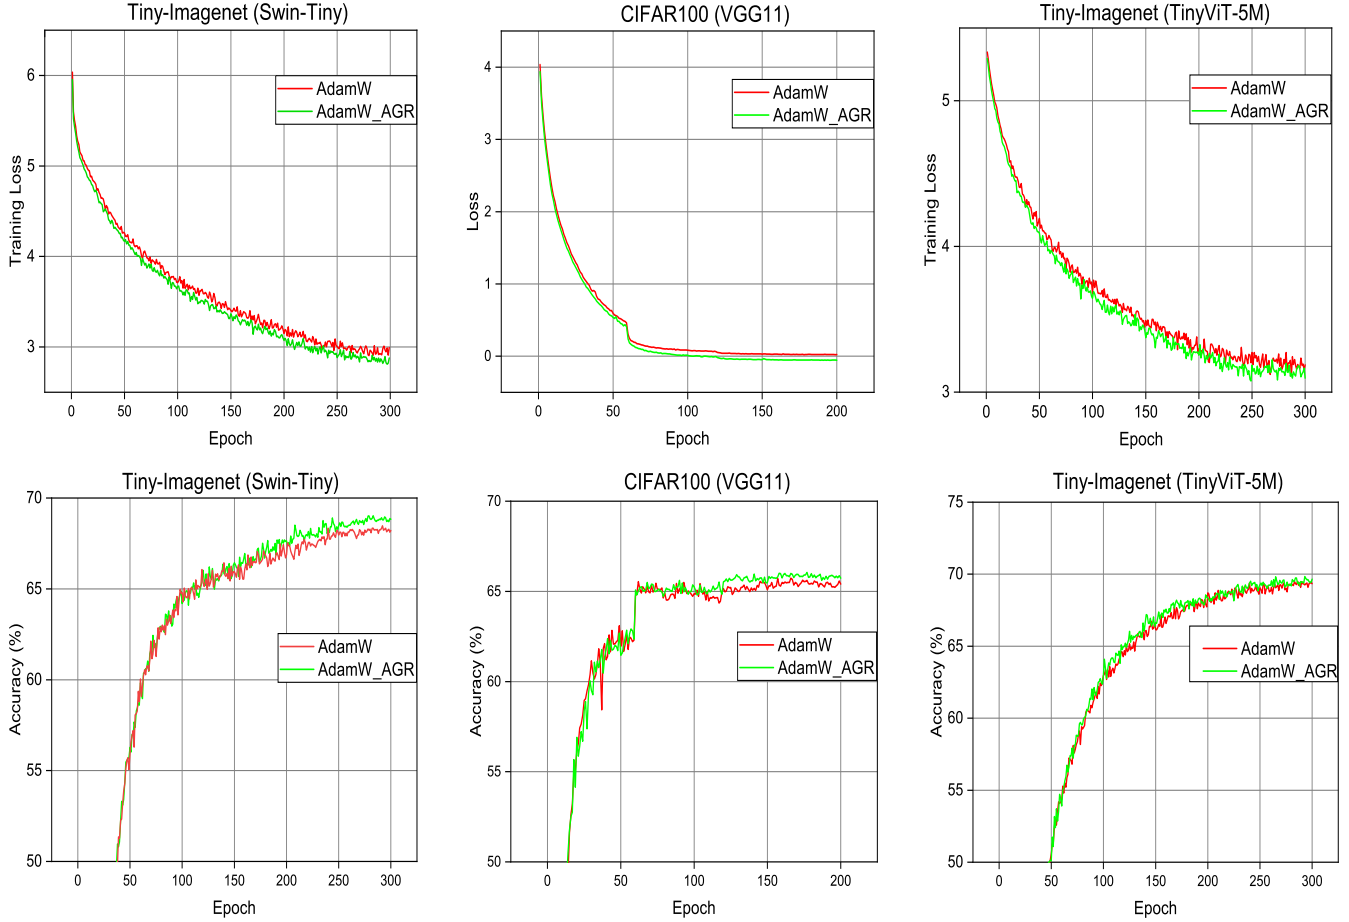 Tiny-Imagenet (Swin-Tiny)
6
5
4
3
Training Loss
AdamW
AdamW_AGR
0 50 100 150 200 250 300
Epoch
CIFAR100 (VGG11)
4
3
2
1
0
Loss
AdamW
AdamW_AGR
0 50 100 150 200
Epoch
Tiny-Imagenet (TinyViT-5M)
5
4
3
Training Loss
AdamW
AdamW_AGR
0 50 100 150 200 250 300
Epoch
Tiny-Imagenet (Swin-Tiny)
70
65
60
55
50
Accuracy (%)
AdamW
AdamW_AGR
0 50 100 150 200 250 300
Epoch
CIFAR100 (VGG11)
70
65
60
55
50
Accuracy (%)
AdamW
AdamW_AGR
0 50 100 150 200
Epoch
Tiny-Imagenet (TinyViT-5M)
75
70
65
60
55
50
Accuracy (%)
AdamW
AdamW_AGR
0 50 100 150 200 250 300
Epoch